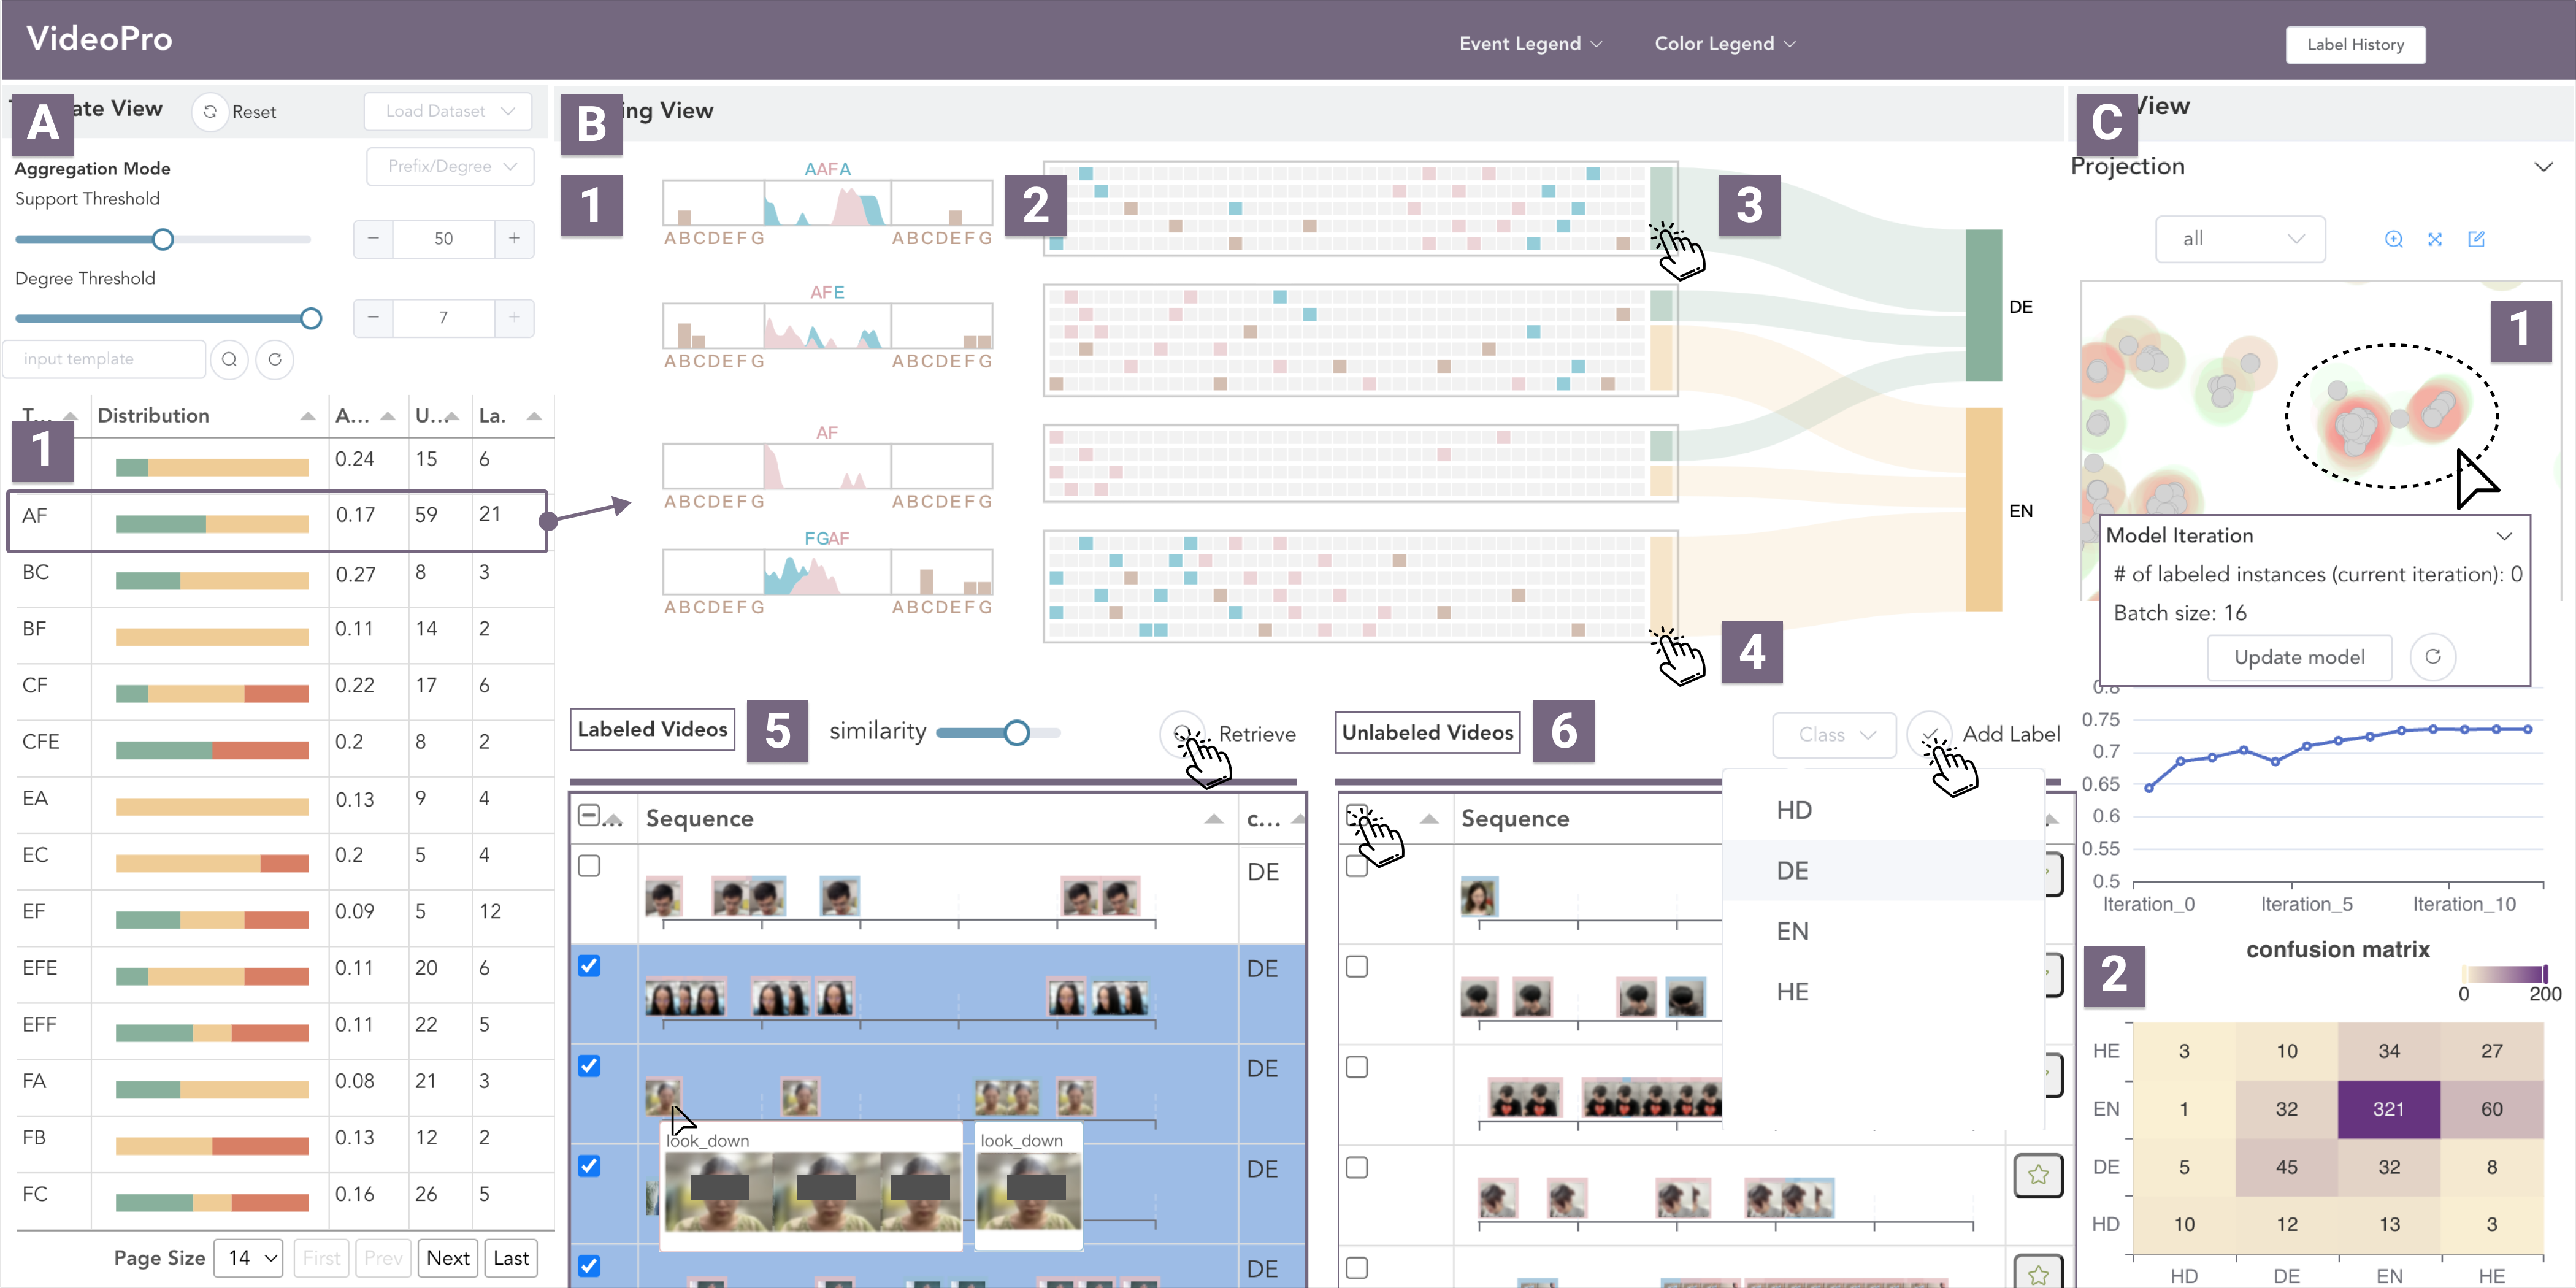 VideoPro
Event Legend
Color Legend
Label History
A
ate View
Reset
Load Dataset
Aggregation Mode
Prefix/Degree
Support Threshold
50
Degree Threshold
7
input template
T... Distribution A... U... La.
1
0.24 15 6
AF 0.17 59 21
BC 0.27 8 3
BF 0.11 14 2
CF 0.22 17 6
CFE 0.2 8 2
EA 0.13 9 4
EC 0.2 5 4
EF 0.09 5 12
EFE 0.11 20 6
EFF 0.11 22 5
FA 0.08 21 3
FB 0.13 12 2
FC 0.16 26 5
Page Size 14 First Prev Next Last
B
ing View
1
AAFA
ABCDEFG ABCDEFG
AFE
ABCDEFG ABCDEFG
AF
ABCDEFG ABCDEFG
FGAF
ABCDEFG ABCDEFG
2
3
4
DE
EN
Labeled Videos
5
similarity
Retrieve
... Sequence c...
DE
DE
DE
look_down look_down
DE
DE
Unlabeled Videos
6
Class
Add Label
Sequence
HD
DE
EN
HE
C
View
Projection
all
1
Model Iteration
# of labeled instances (current iteration): 0
Batch size: 16
Update model
0.8
0.75
0.7
0.65
0.6
0.55
0.5
Iteration_0 Iteration_5 Iteration_10
2
confusion matrix
0 200
HE 3 10 34 27
EN 1 32 321 60
DE 5 45 32 8
HD 10 12 13 3
HD DE EN HE